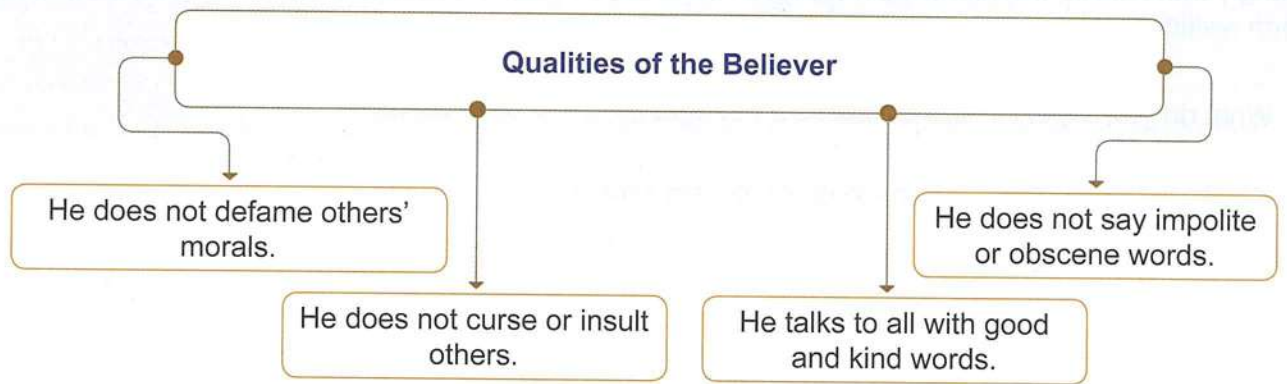 Qualities of the Believer
He does not defame others'
morals.
He does not curse or insult
others.
He talks to all with good
and kind words.
He does not say impolite
or obscene words.